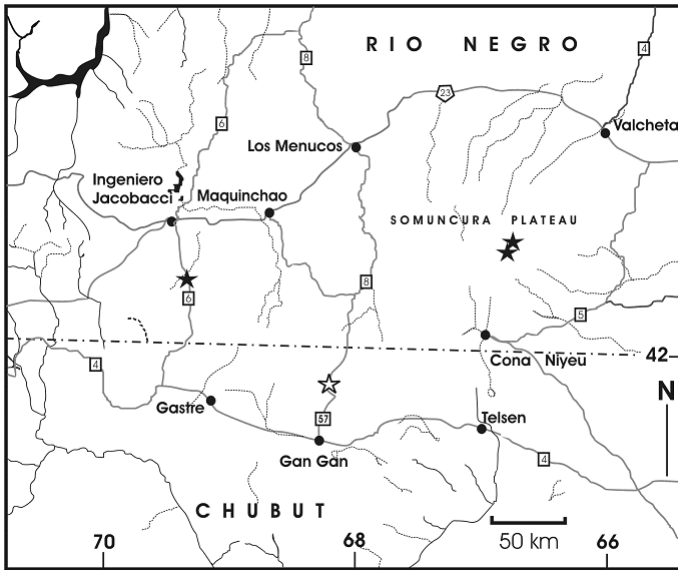 RIO NEGRO
4
8
23
6
Valcheta
Los Menucos
Ingeniero
Jacobacci
Maquinchao
SOMUNCURA PLATEAU
8
6
5
42
4
Cona Niyeu
N
Gastre
57
Telsen
Gan Gan
4
CHUBUT
50 km
70
68
66